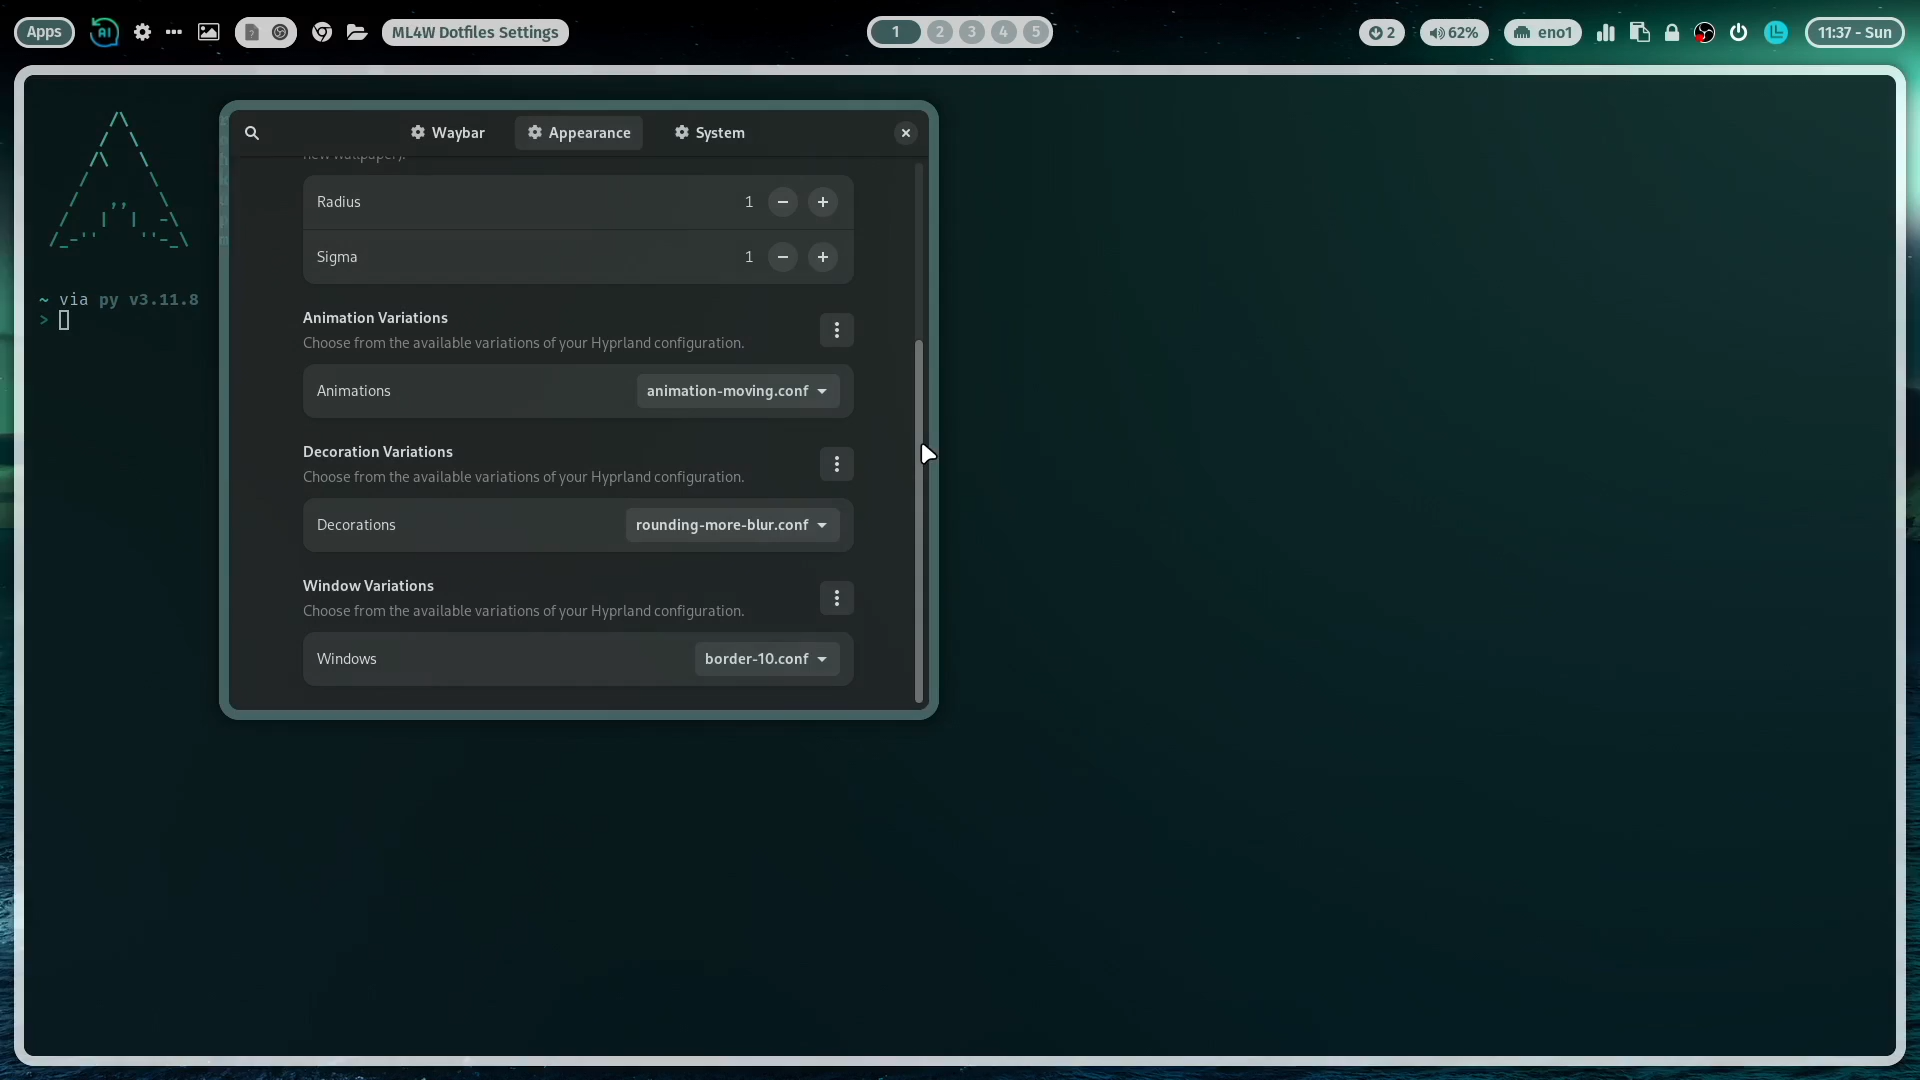 Apps
AI
ML4W Dotfiles Settings
1 2 3 4 5
2
62%
eno1
11:37 - Sun
Waybar
Appearance
System
new wallpaper).
Radius 1
Sigma 1
Animation Variations
Choose from the available variations of your Hyprland configuration.
Animations animation-moving.conf
Decoration Variations
Choose from the available variations of your Hyprland configuration.
Decorations rounding-more-blur.conf
Window Variations
Choose from the available variations of your Hyprland configuration.
Windows border-10.conf
~ via py v3.11.8
>